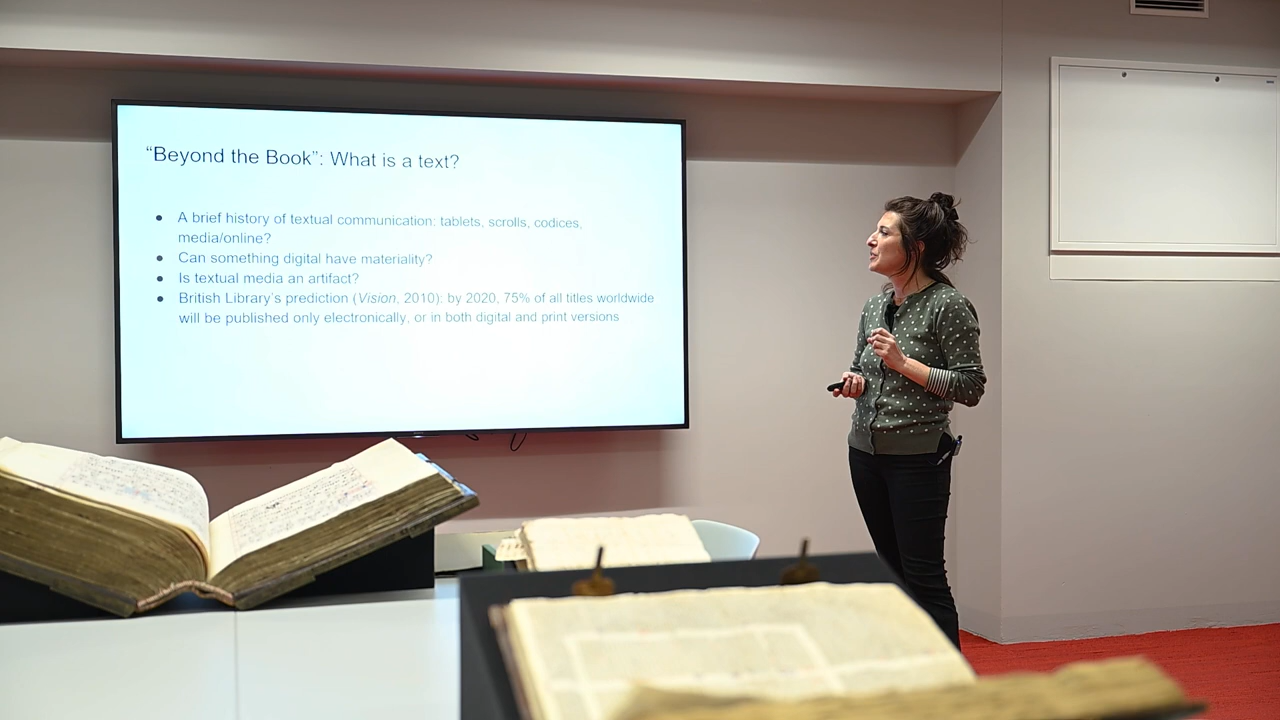 “Beyond the Book”: What is a text?
● A brief history of textual communication: tablets, scrolls, codices,
media/online?
● Can something digital have materiality?
● Is textual media an artifact?
● British Library’s prediction (Vision, 2010): by 2020, 75% of all titles worldwide
will be published only electronically, or in both digital and print versions